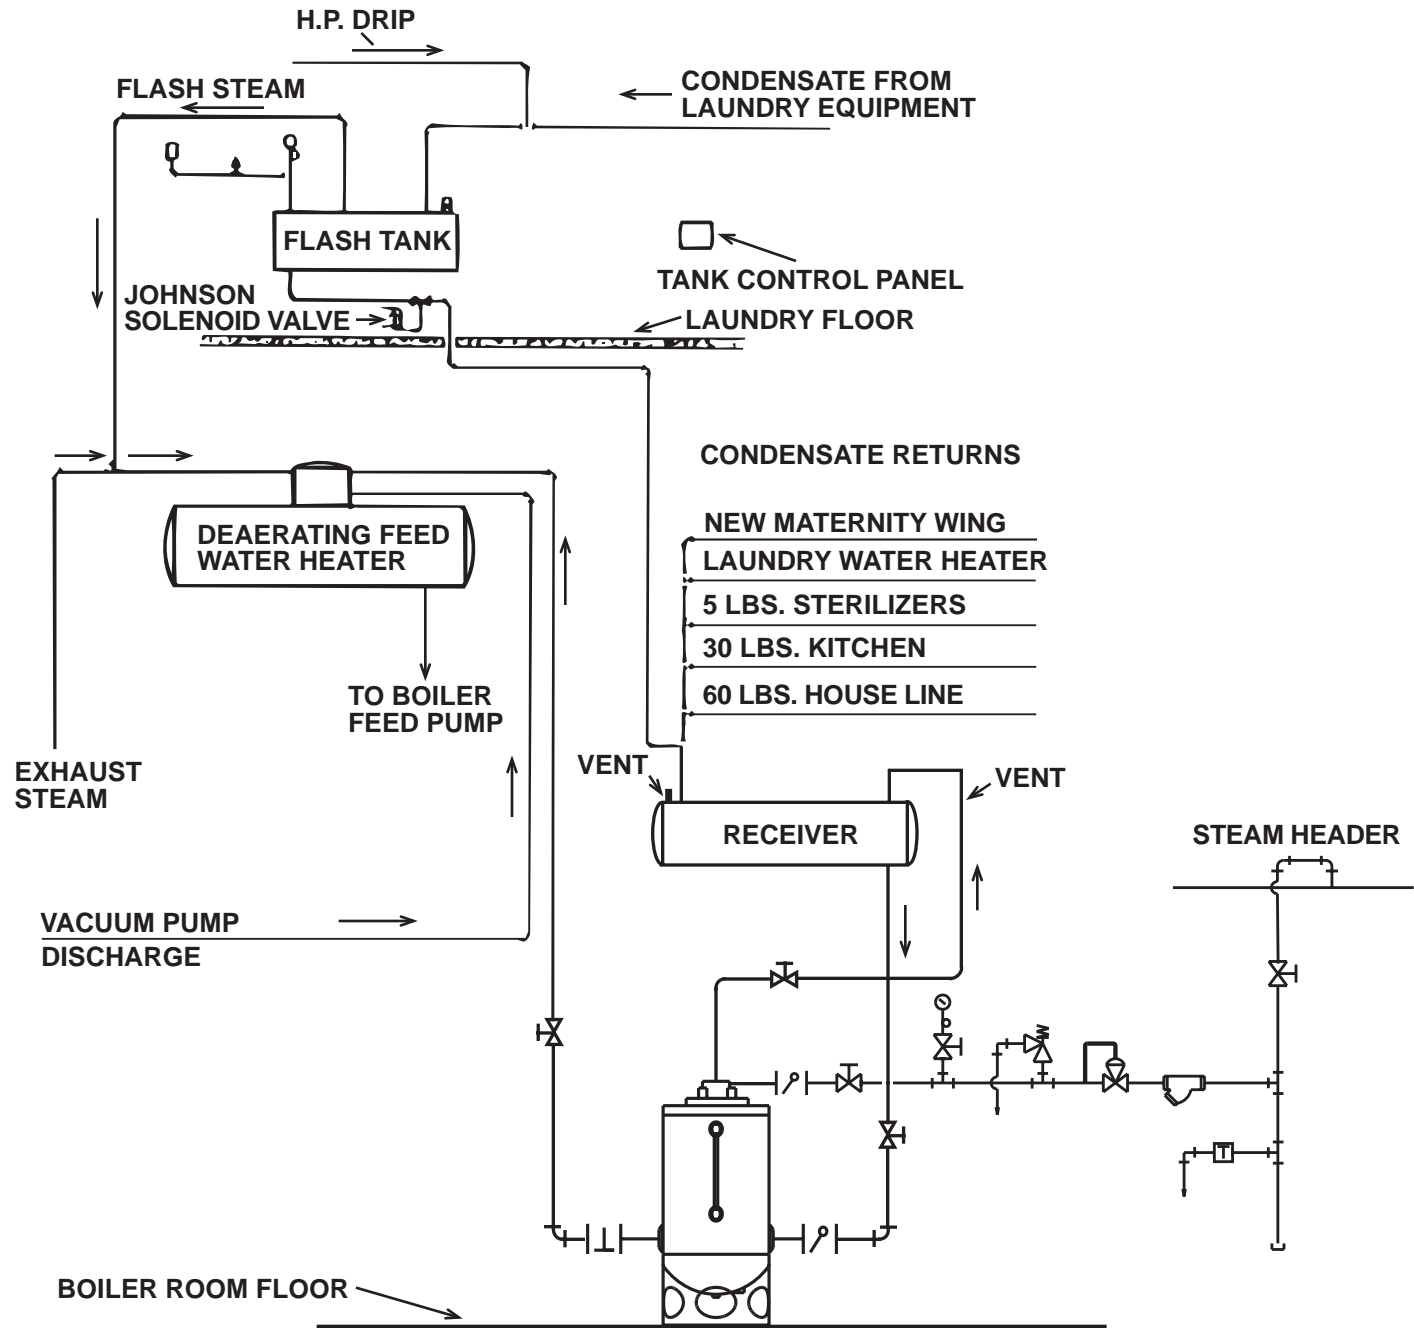 H.P. DRIP
FLASH STEAM
CONDENSATE FROM
LAUNDRY EQUIPMENT
FLASH TANK
TANK CONTROL PANEL
JOHNSON
SOLENOID VALVE
LAUNDRY FLOOR
CONDENSATE RETURNS
NEW MATERNITY WING
LAUNDRY WATER HEATER
5 LBS. STERILIZERS
30 LBS. KITCHEN
60 LBS. HOUSE LINE
DEAERATING FEED
WATER HEATER
TO BOILER
FEED PUMP
EXHAUST
STEAM
VENT
VENT
RECEIVER
STEAM HEADER
VACUUM PUMP
DISCHARGE
T
BOILER ROOM FLOOR